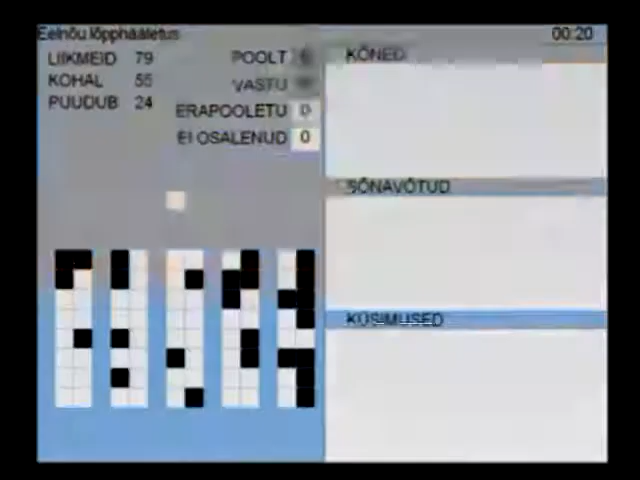 Eelnõu lõpphääletus 00:20
LIIKMEID 79
KOHAL 55
PUUDUB 24
POOLT
VASTU
ERAPOOLETU 0
EI OSALENUD 0
KÕNED
SÕNAVÕTUD
KÜSIMUSED